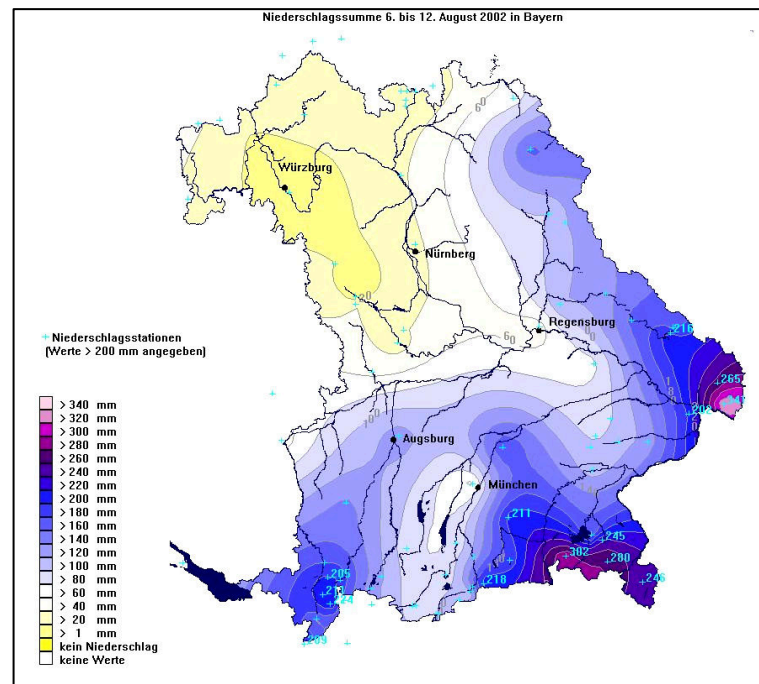 Niederschlagssumme 6. bis 12. August 2002 in Bayern
60
Würzburg
Nürnberg
Regensburg
60
216
+ Niederschlagsstationen
(Werte > 200 mm angegeben)
265
202
> 340 mm
> 320 mm
> 300 mm
> 280 mm
> 260 mm
> 240 mm
> 220 mm
> 200 mm
> 180 mm
> 160 mm
> 140 mm
> 120 mm
> 100 mm
> 80 mm
> 60 mm
> 40 mm
> 20 mm
> 1 mm
kein Niederschlag
keine Werte
100
Augsburg
München
211
245
302
280
205
218
246